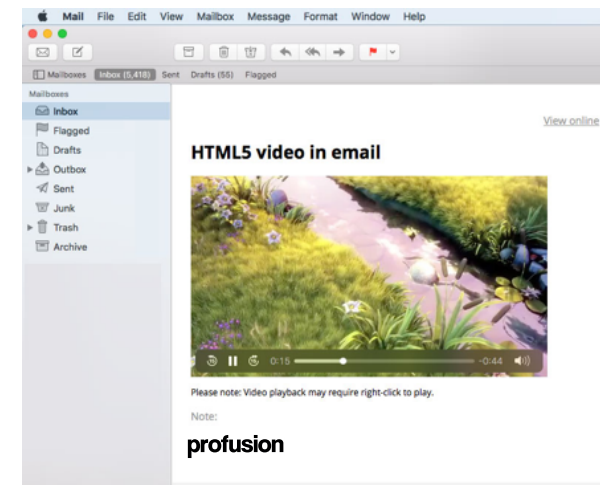 Mail File Edit View Mailbox Message Format Window Help
Mailboxes Inbox (5,418) Sent Drafts (55) Flagged
Mailboxes
Inbox
Flagged
Drafts
Outbox
Sent
Junk
Trash
Archive
View online
HTML5 video in email
0:15 -0:44
Please note: Video playback may require right-click to play.
Note:
profusion